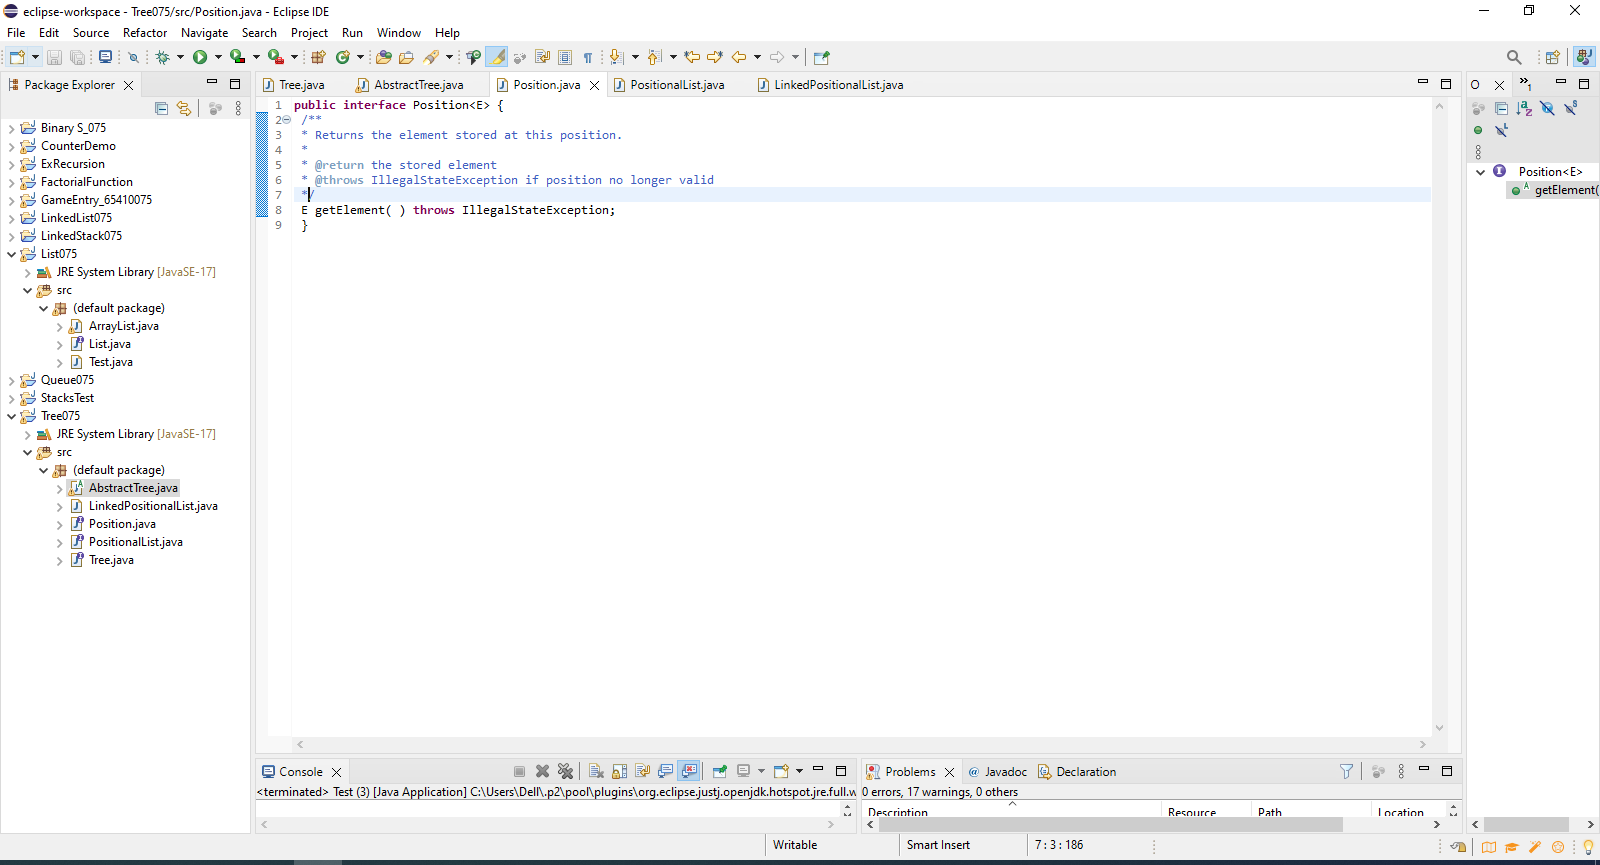 eclipse-workspace - Tree075/src/Position.java - Eclipse IDE
File Edit Source Refactor Navigate Search Project Run Window Help
Package Explorer
Binary S_075
CounterDemo
ExRecursion
FactorialFunction
GameEntry_65410075
LinkedList075
LinkedStack075
List075
JRE System Library [JavaSE-17]
src
(default package)
ArrayList.java
List.java
Test.java
Queue075
StacksTest
Tree075
JRE System Library [JavaSE-17]
src
(default package)
AbstractTree.java
LinkedPositionalList.java
Position.java
PositionalList.java
Tree.java
Tree.java AbstractTree.java Position.java PositionalList.java LinkedPositionalList.java
1 public interface Position<E> {
2 /**
3 * Returns the element stored at this position.
4 *
5 * @return the stored element
6 * @throws IllegalStateException if position no longer valid
7 */
8 E getElement( ) throws IllegalStateException;
9 }
O
1
Position<E>
getElement(
Console
<terminated> Test (3) [Java Application] C:\Users\Dell\.p2\pool\plugins\org.eclipse.justj.openjdk.hotspot.jre.full.w
Problems @ Javadoc Declaration
0 errors, 17 warnings, 0 others
Description Resource Path Location
Writable Smart Insert 7 : 3 : 186